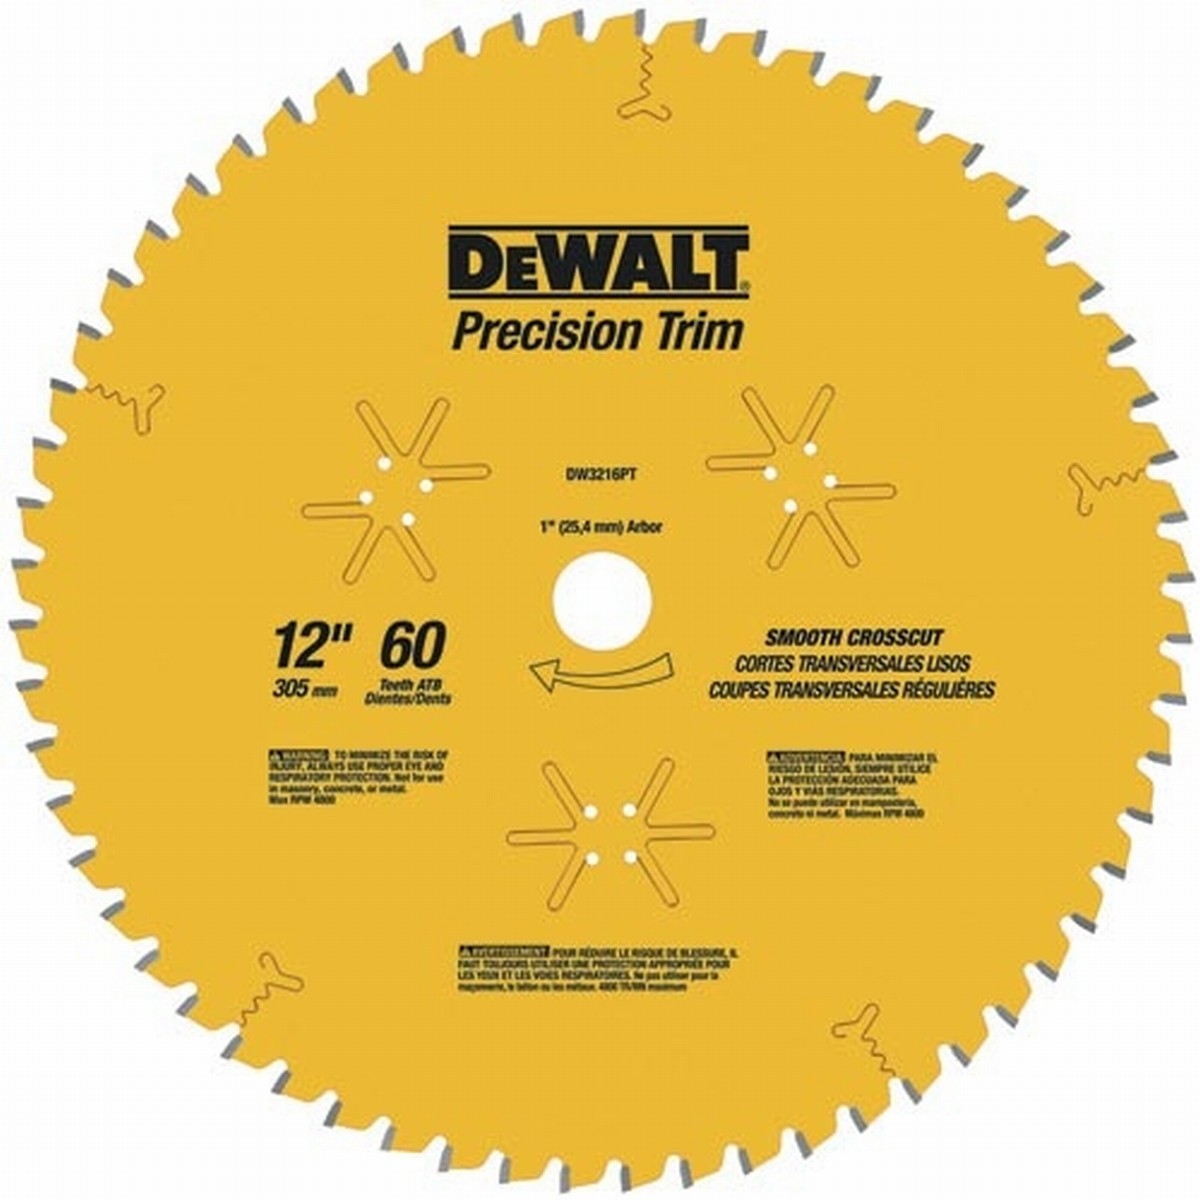 DEWALT®
Precision Trim
DW3216PT
1" (25,4 mm) Arbor
12" 60
305 mm Teeth ATB
Dientes/Dents
SMOOTH CROSSCUT
CORTES TRANSVERSALES LISOS
COUPES TRANSVERSALES RÉGULIÈRES
WARNING: TO MINIMIZE THE RISK OF
INJURY, ALWAYS USE PROPER EYE AND
RESPIRATORY PROTECTION. Not for use
in masonry, concrete, or metal.
Max RPM 4800
ADVERTENCIA: PARA MINIMIZAR EL
RIESGO DE LESIÓN, SIEMPRE UTILICE
LA PROTECCIÓN ADECUADA PARA
OJOS Y VIÁS RESPIRATORIAS.
No se puede utilizar en mampostería,
concreto ni metal. Máximas RPM 4800
AVERTISSEMENT: POUR RÉDUIRE LE RISQUE DE BLESSURE, IL
FAUT TOUJOURS UTILISER UNE PROTECTION APPROPRIÉE POUR
LES YEUX ET LES VOIES RESPIRATOIRES. Ne pas utiliser pour la
maçonnerie, le béton ou les métaux. 4800 TR/MN maximum